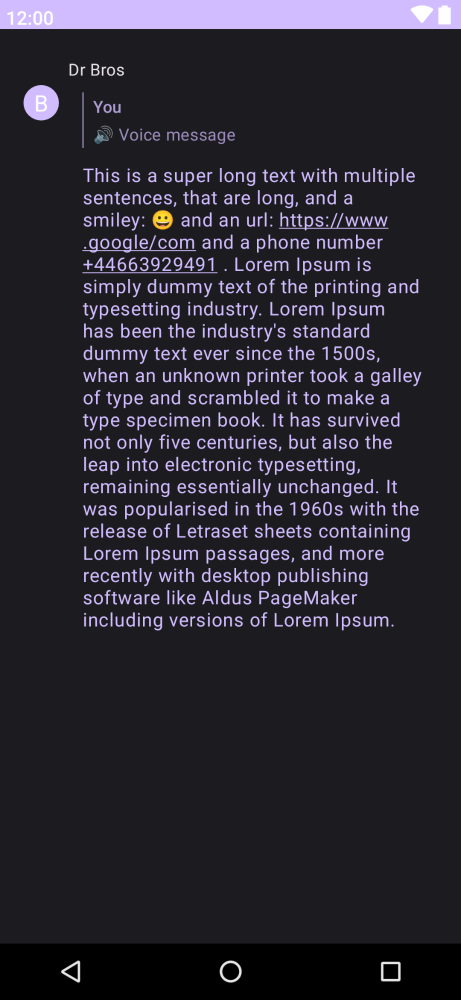 12:00
Dr Bros
B
You
🔊 Voice message
This is a super long text with multiple
sentences, that are long, and a
smiley: 😀 and an url: https://www
.google/com and a phone number
+44663929491 . Lorem Ipsum is
simply dummy text of the printing and
typesetting industry. Lorem Ipsum
has been the industry's standard
dummy text ever since the 1500s,
when an unknown printer took a galley
of type and scrambled it to make a
type specimen book. It has survived
not only five centuries, but also the
leap into electronic typesetting,
remaining essentially unchanged. It
was popularised in the 1960s with the
release of Letraset sheets containing
Lorem Ipsum passages, and more
recently with desktop publishing
software like Aldus PageMaker
including versions of Lorem Ipsum.